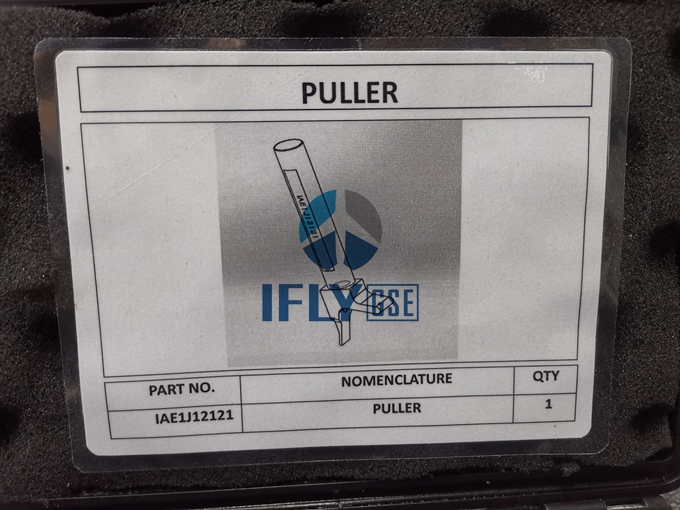 PULLER
IAE1J12121
IFLY GSE
PART NO. NOMENCLATURE QTY
IAE1J12121 PULLER 1